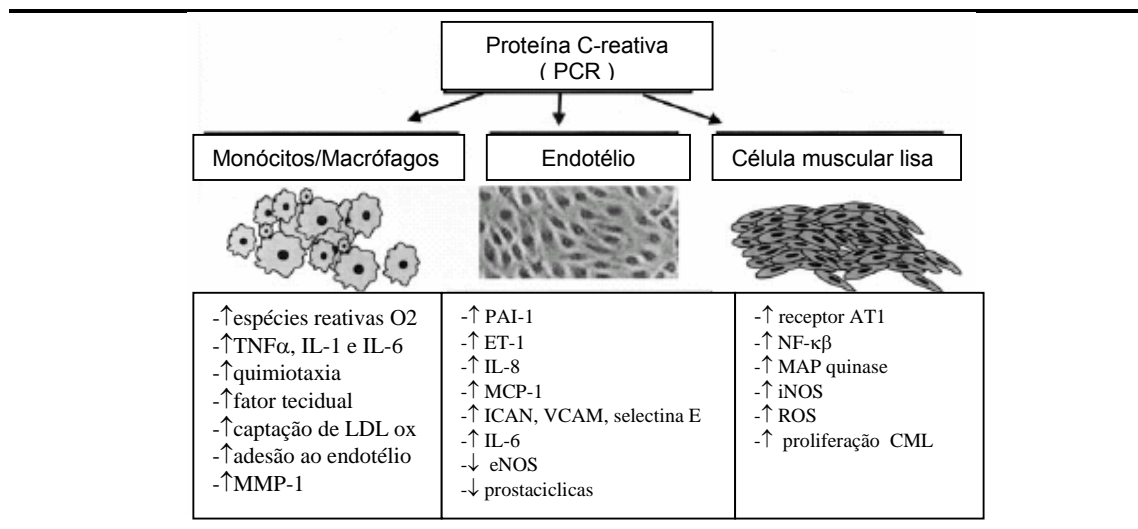 Proteína C-reativa
( PCR )
Monócitos/Macrófagos
Endotélio
Célula muscular lisa
-↑espécies reativas O2
-↑TNFα, IL-1 e IL-6
-↑quimiotaxia
-↑fator tecidual
-↑captação de LDL ox
-↑adesão ao endotélio
-↑MMP-1
-↑ PAI-1
-↑ ET-1
-↑ IL-8
-↑ MCP-1
-↑ ICAN, VCAM, selectina E
-↑ IL-6
-↓ eNOS
-↓ prostaciclicas
-↑ receptor AT1
-↑ NF-κβ
-↑ MAP quinase
-↑ iNOS
-↑ ROS
-↑ proliferação CML